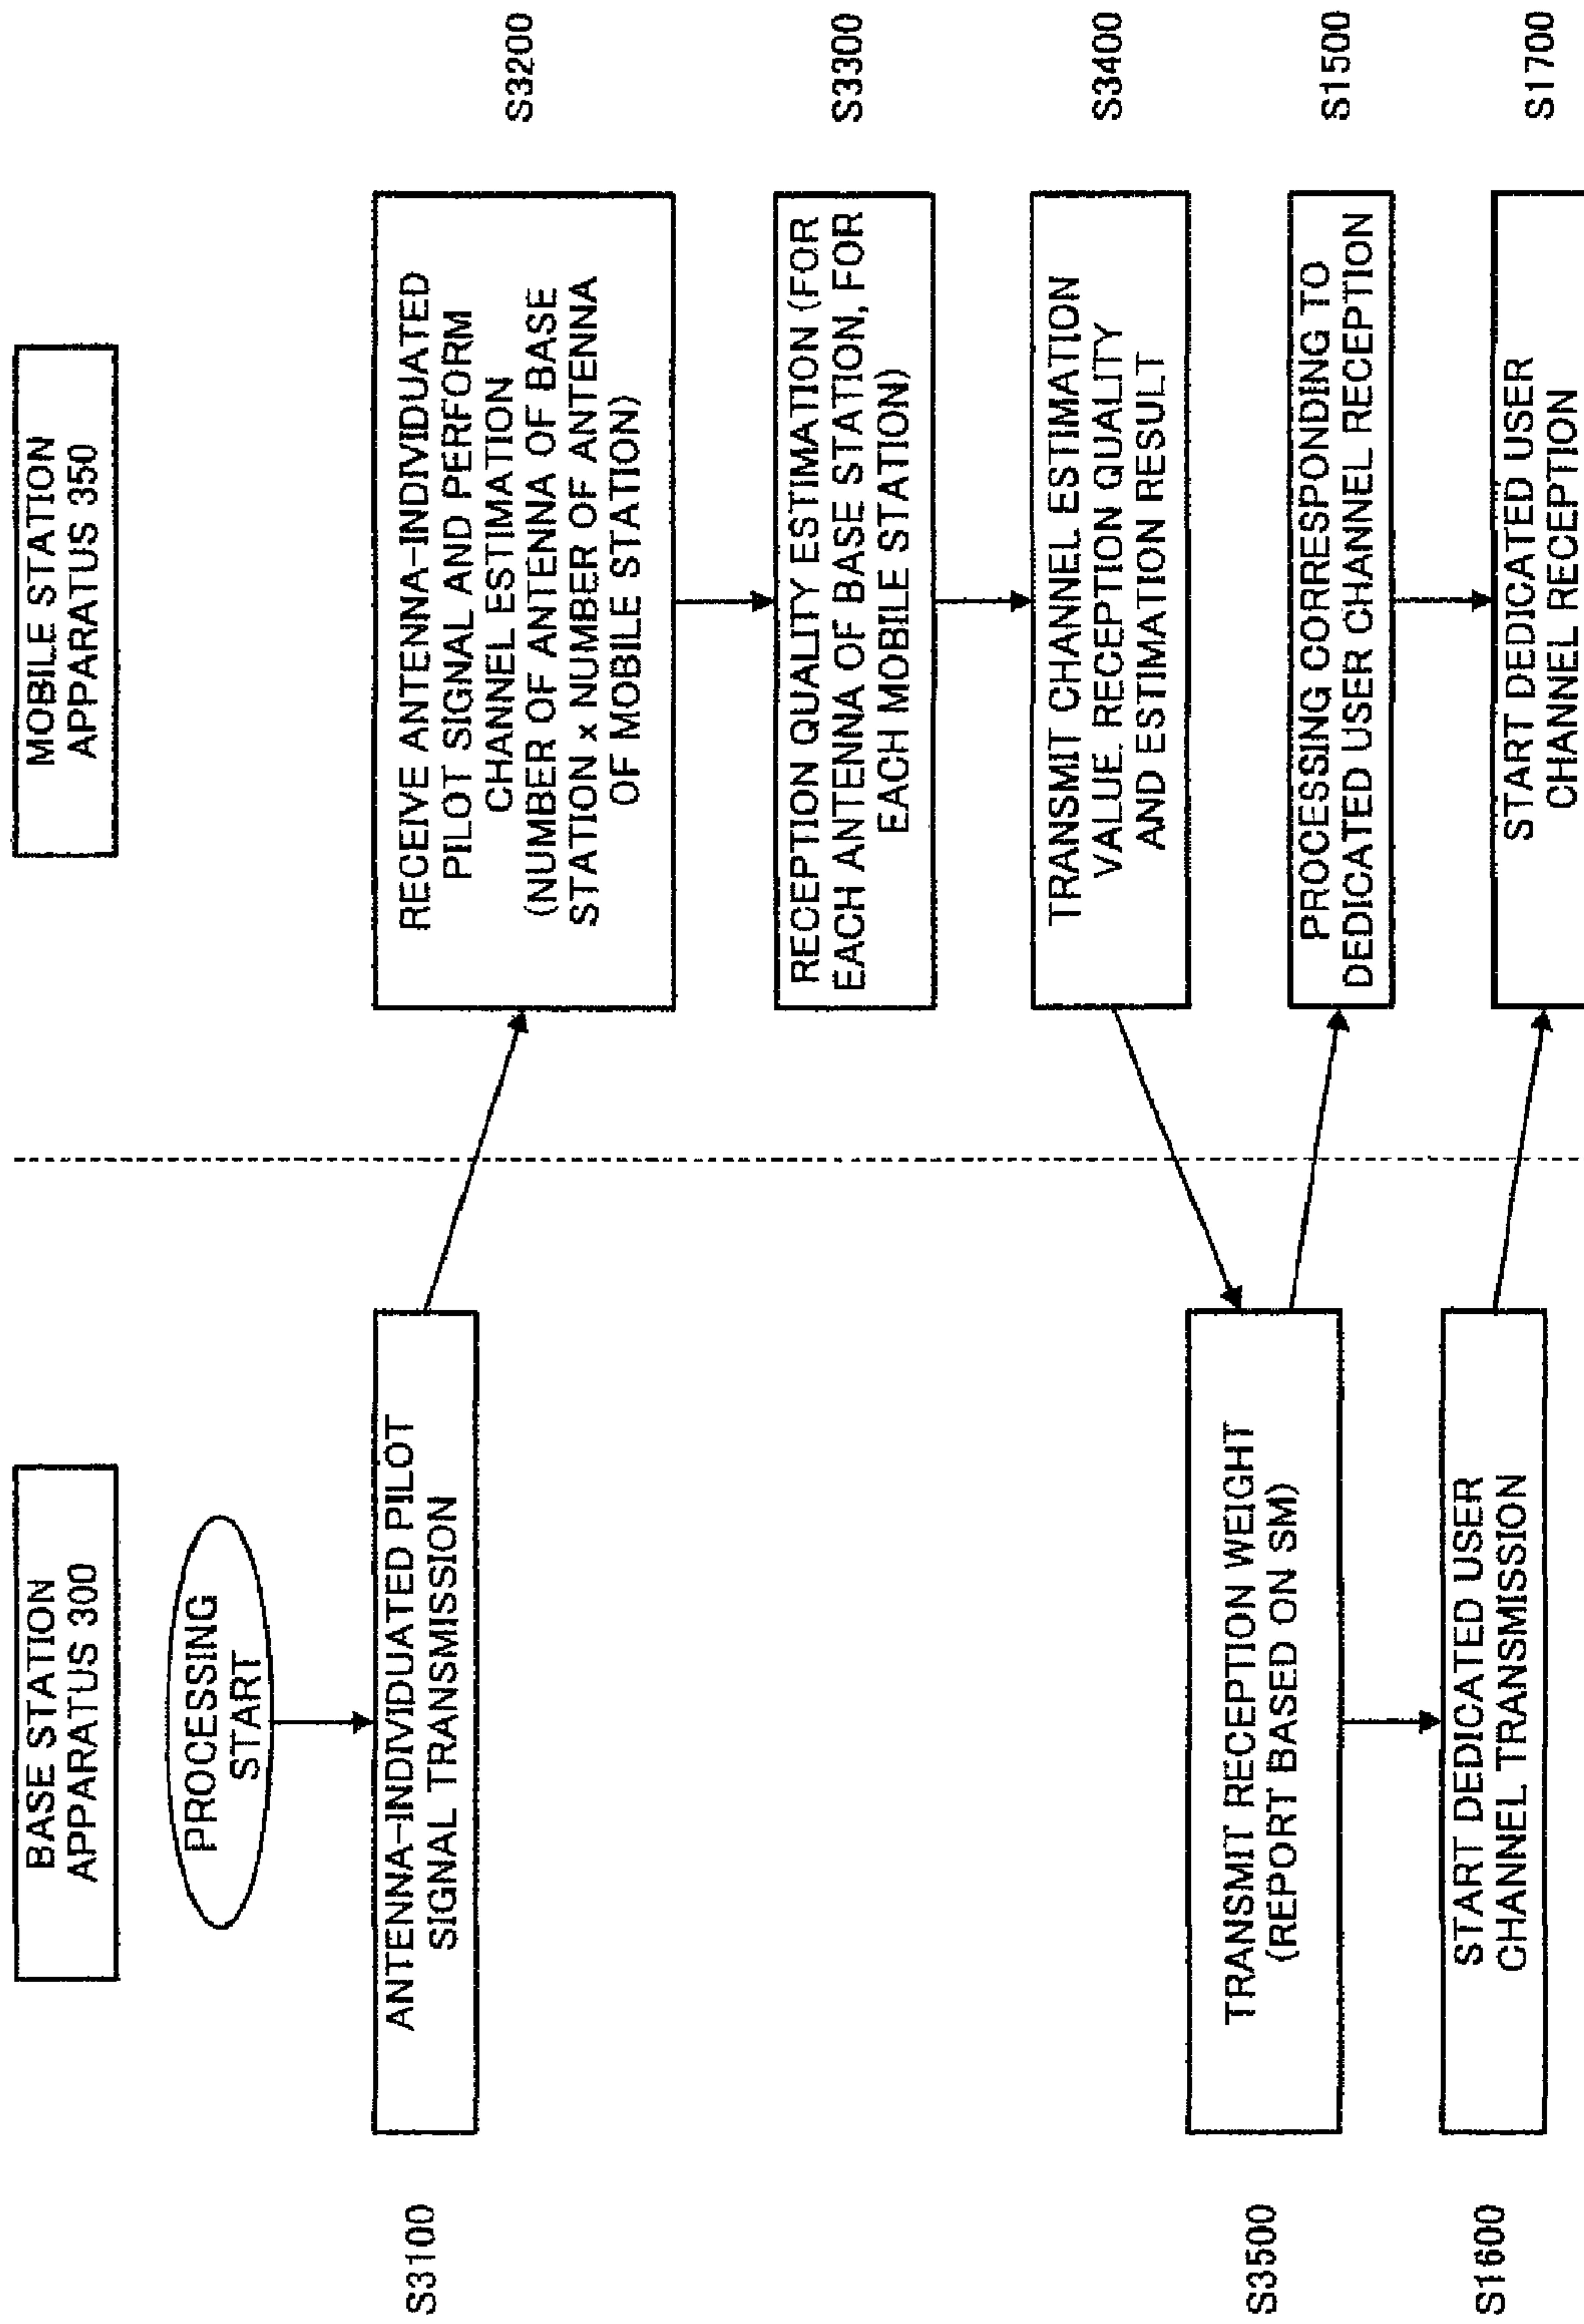 BASE STATION
APPARATUS 300
MOBILE STATION
APPARATUS 350
PROCESSING
START
S3100
ANTENNA-INDIVIDUATED PILOT
SIGNAL TRANSMISSION
RECEIVE ANTENNA-INDIVIDUATED
PILOT SIGNAL AND PERFORM
CHANNEL ESTIMATION
(NUMBER OF ANTENNA OF BASE
STATION x NUMBER OF ANTENNA
OF MOBILE STATION)
S3200
RECEPTION QUALITY ESTIMATION (FOR
EACH ANTENNA OF BASE STATION, FOR
EACH MOBILE STATION)
S3300
TRANSMIT CHANNEL ESTIMATION
VALUE, RECEPTION QUALITY
AND ESTIMATION RESULT
S3400
S3500
TRANSMIT RECEPTION WEIGHT
(REPORT BASED ON SM)
PROCESSING CORRESPONDING TO
DEDICATED USER CHANNEL RECEPTION
S1500
S1600
START DEDICATED USER
CHANNEL TRANSMISSION
START DEDICATED USER
CHANNEL RECEPTION
S1700